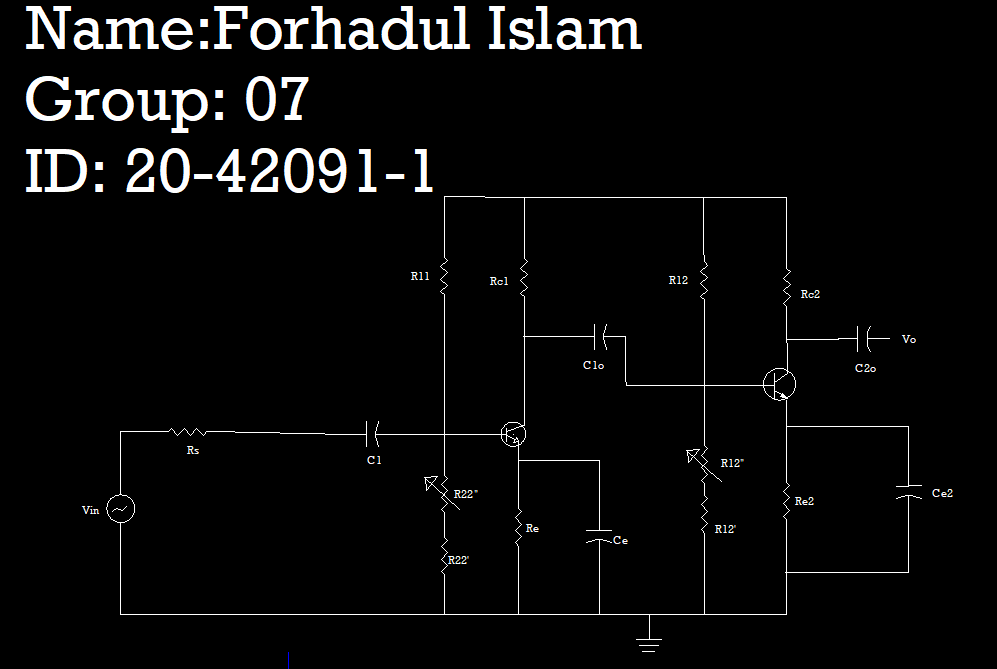 Name:Forhadul Islam
Group: 07
ID: 20-42091-1
R11
Rc1
R12
Rc2
C1o
Vo
C2o
Rs
C1
R12"
Vin
R22"
Re2
Ce2
Re
Ce
R12'
R22'